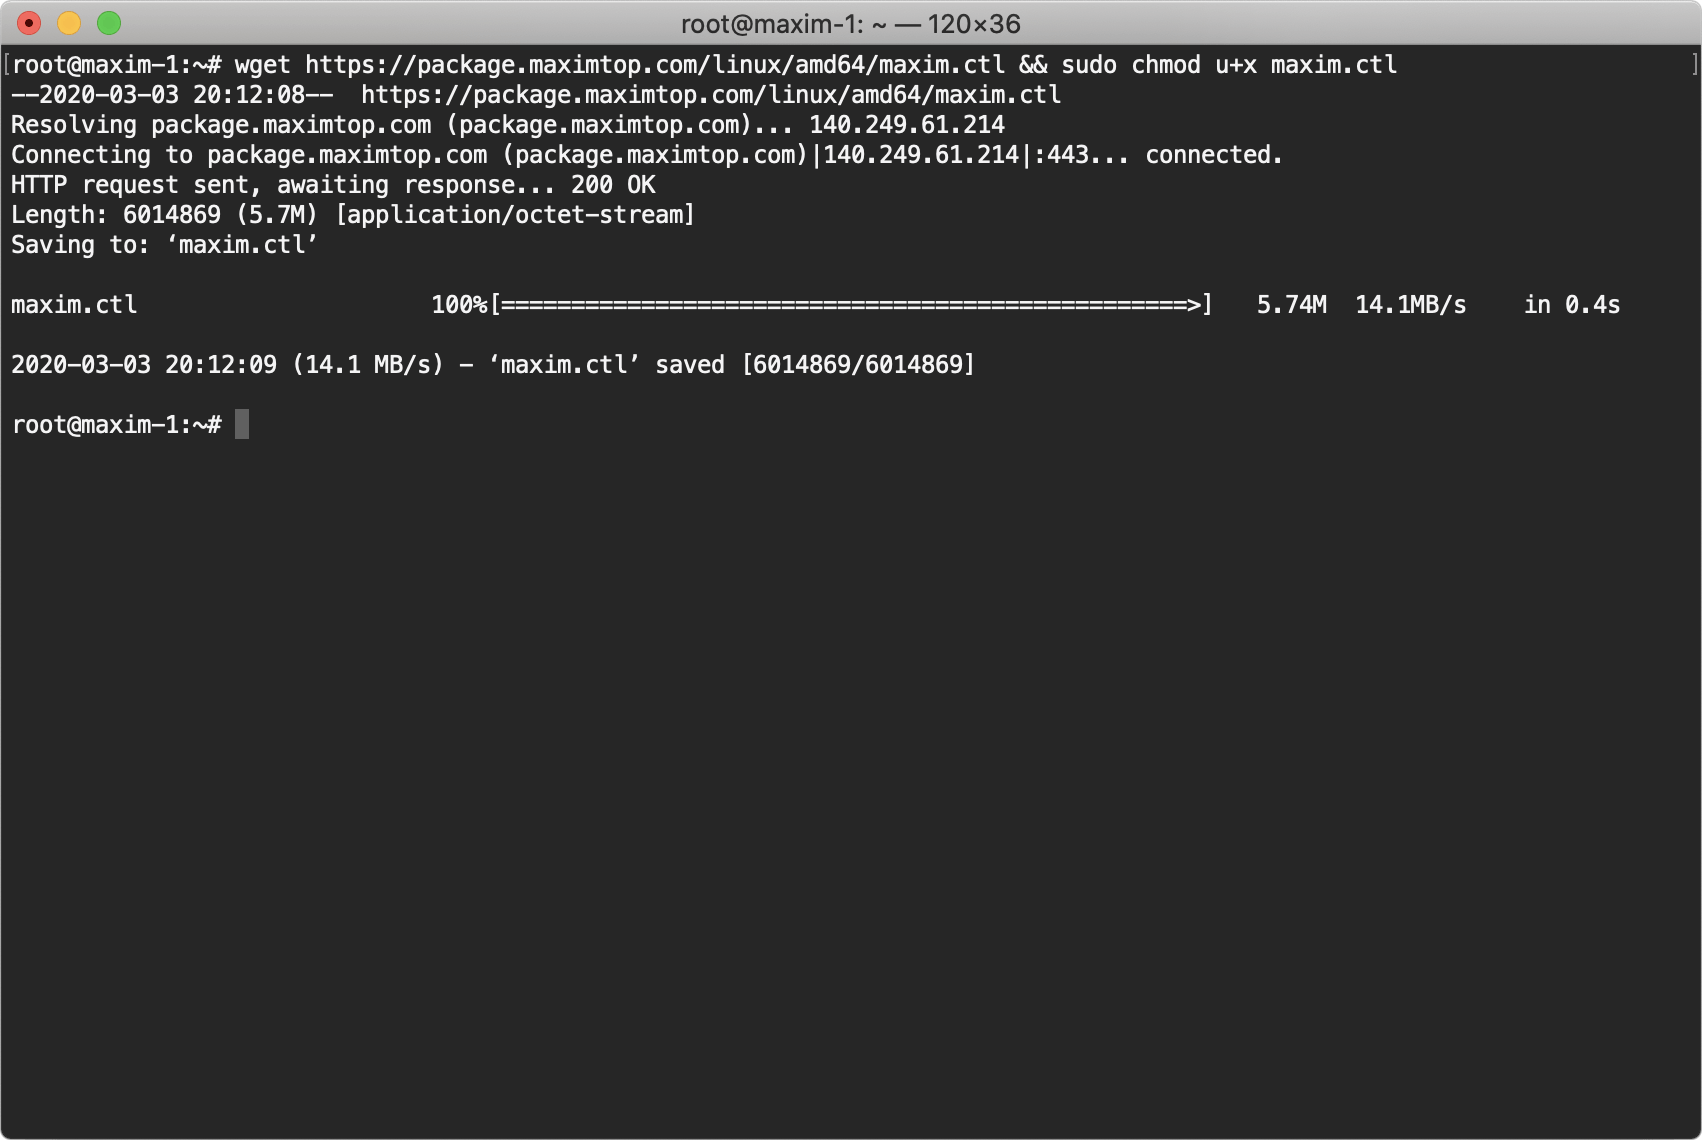 root@maxim-1: ~ — 120×36
[root@maxim-1:~# wget https://package.maximtop.com/linux/amd64/maxim.ctl && sudo chmod u+x maxim.ctl ]
--2020-03-03 20:12:08--  https://package.maximtop.com/linux/amd64/maxim.ctl
Resolving package.maximtop.com (package.maximtop.com)... 140.249.61.214
Connecting to package.maximtop.com (package.maximtop.com)|140.249.61.214|:443... connected.
HTTP request sent, awaiting response... 200 OK
Length: 6014869 (5.7M) [application/octet-stream]
Saving to: ‘maxim.ctl’
maxim.ctl                     100%[=================================================>]   5.74M  14.1MB/s    in 0.4s
2020-03-03 20:12:09 (14.1 MB/s) - ‘maxim.ctl’ saved [6014869/6014869]
root@maxim-1:~#